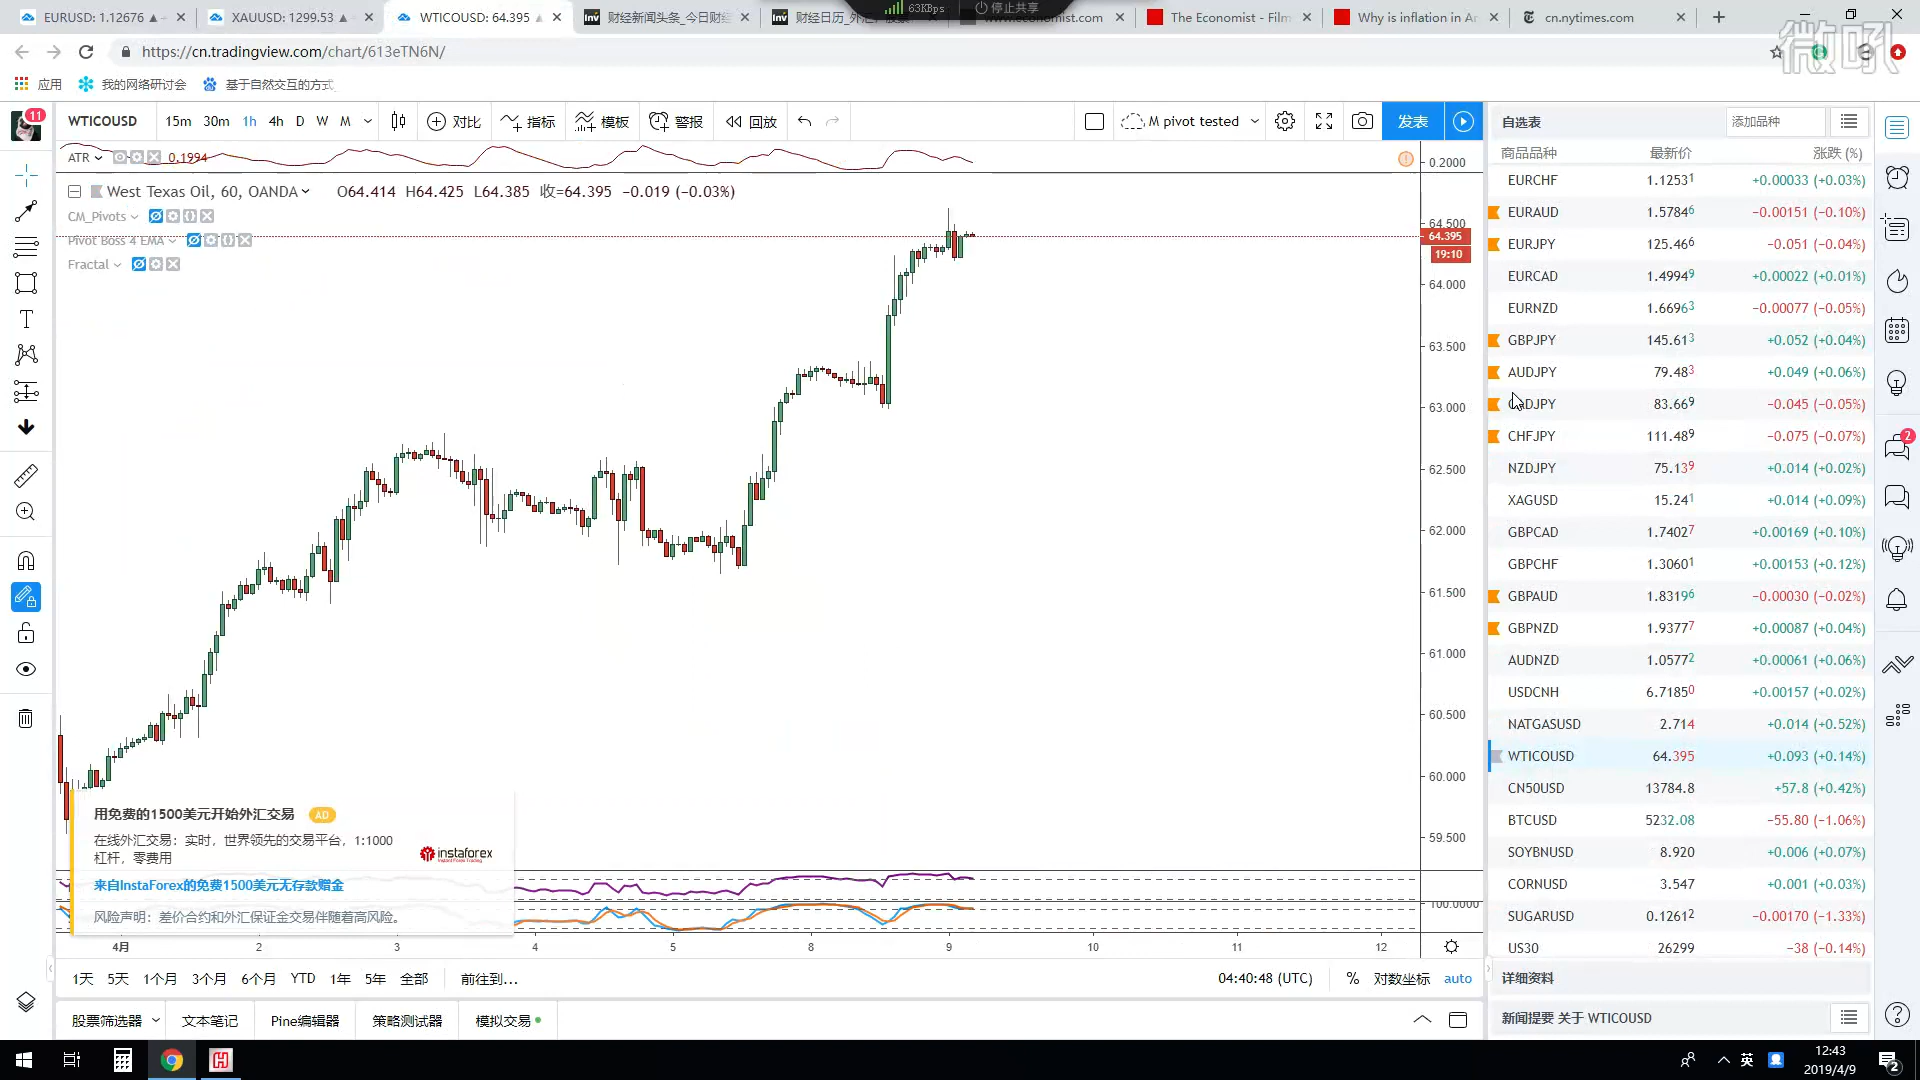 EURUSD: 1.12676 ▲
XAUUSD: 1299.53 ▲
WTICOUSD: 64.395 ▲
财经新闻头条_今日财经
财经日历_外汇
63KBps
停止共享
www.economist.com
The Economist - Film
Why is inflation in Ar
cn.nytimes.com
微吼
https://cn.tradingview.com/chart/613eTN6N/
应用 我的网络研讨会 基于自然交互的方式
11
WTICOUSD 15m 30m 1h 4h D W M 对比 指标 模板 警报 回放 M pivot tested 发表
ATR 0.1994
0.2000
West Texas Oil, 60, OANDA O64.414 H64.425 L64.385 收=64.395 −0.019 (−0.03%)
CM_Pivots
Pivot Boss 4 EMA
Fractal
64.500
64.395
19:10
64.000
63.500
63.000
62.500
62.000
61.500
61.000
60.500
60.000
59.500
100.0000
用免费的1500美元开始外汇交易 AD
在线外汇交易：实时，世界领先的交易平台，1:1000
杠杆，零费用
instaforex
来自InstaForex的免费1500美元无存款赠金
风险声明：差价合约和外汇保证金交易伴随着高风险。
4月 2 3 4 5 8 9 10 11 12
1天 5天 1个月 3个月 6个月 YTD 1年 5年 全部 前往到...
04:40:48 (UTC) % 对数坐标 auto
股票筛选器 文本笔记 Pine编辑器 策略测试器 模拟交易
自选表 添加品种
商品品种 最新价 涨跌 (%)
EURCHF 1.12531 +0.00033 (+0.03%)
EURAUD 1.57846 −0.00151 (−0.10%)
EURJPY 125.466 −0.051 (−0.04%)
EURCAD 1.49949 +0.00022 (+0.01%)
EURNZD 1.66963 −0.00077 (−0.05%)
GBPJPY 145.613 +0.052 (+0.04%)
AUDJPY 79.483 +0.049 (+0.06%)
CADJPY 83.669 −0.045 (−0.05%)
CHFJPY 111.489 −0.075 (−0.07%)
NZDJPY 75.139 +0.014 (+0.02%)
XAGUSD 15.241 +0.014 (+0.09%)
GBPCAD 1.74027 +0.00169 (+0.10%)
GBPCHF 1.30601 +0.00153 (+0.12%)
GBPAUD 1.83196 −0.00030 (−0.02%)
GBPNZD 1.93777 +0.00087 (+0.04%)
AUDNZD 1.05772 +0.00061 (+0.06%)
USDCNH 6.71850 +0.00157 (+0.02%)
NATGASUSD 2.714 +0.014 (+0.52%)
WTICOUSD 64.395 +0.093 (+0.14%)
CN50USD 13784.8 +57.8 (+0.42%)
BTCUSD 5232.08 −55.80 (−1.06%)
SOYBNUSD 8.920 +0.006 (+0.07%)
CORNUSD 3.547 +0.001 (+0.03%)
SUGARUSD 0.12612 −0.00170 (−1.33%)
US30 26299 −38 (−0.14%)
详细资料
新闻提要 关于 WTICOUSD
2
英
12:43
2019/4/9
2